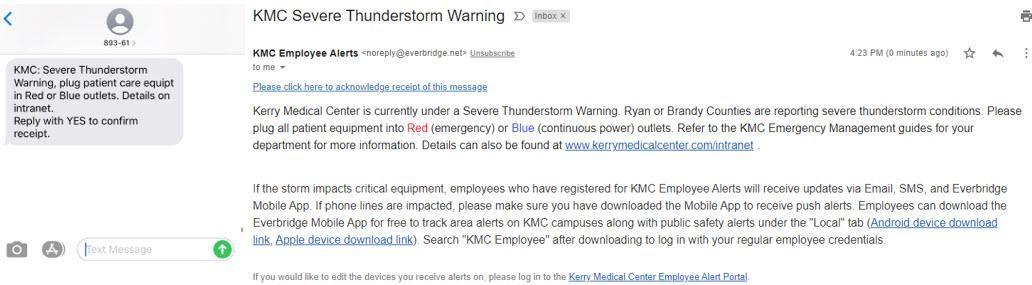 893-61 >
KMC: Severe Thunderstorm
Warning, plug patient care equipt
in Red or Blue outlets. Details on
intranet.
Reply with YES to confirm
receipt.
Text Message
KMC Severe Thunderstorm Warning Inbox x
KMC Employee Alerts <noreply@everbridge.net> Unsubscribe 4:23 PM (0 minutes ago)
to me
Please click here to acknowledge receipt of this message
Kerry Medical Center is currently under a Severe Thunderstorm Warning. Ryan or Brandy Counties are reporting severe thunderstorm conditions. Please
plug all patient equipment into Red (emergency) or Blue (continuous power) outlets. Refer to the KMC Emergency Management guides for your
department for more information. Details can also be found at www.kerrymedicalcenter.com/intranet .
If the storm impacts critical equipment, employees who have registered for KMC Employee Alerts will receive updates via Email, SMS, and Everbridge
Mobile App. If phone lines are impacted, please make sure you have downloaded the Mobile App to receive push alerts. Employees can download the
Everbridge Mobile App for free to track area alerts on KMC campuses along with public safety alerts under the "Local" tab (Android device download
link, Apple device download link). Search "KMC Employee" after downloading to log in with your regular employee credentials.
If you would like to edit the devices you receive alerts on, please log in to the Kerry Medical Center Employee Alert Portal.